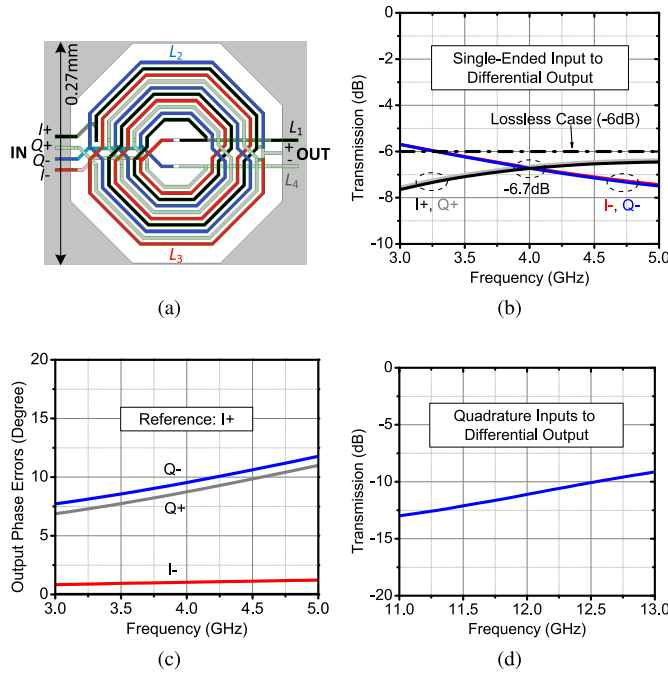 0.27mm
L2
I+
Q+
IN
Q-
I-
L1
+
OUT
-
L4
L3
(a)
Transmission (dB)
0
-2
-4
-6
-8
-10
Single-Ended Input to
Differential Output
Lossless Case (-6dB)
-6.7dB
I+, Q+
I-, Q-
3.0 3.5 4.0 4.5 5.0
Frequency (GHz)
(b)
Output Phase Errors (Degree)
20
15
10
5
0
Reference: I+
Q-
Q+
I-
3.0 3.5 4.0 4.5 5.0
Frequency (GHz)
(c)
Transmission (dB)
0
-5
-10
-15
-20
Quadrature Inputs to
Differential Output
11.0 11.5 12.0 12.5 13.0
Frequency (GHz)
(d)